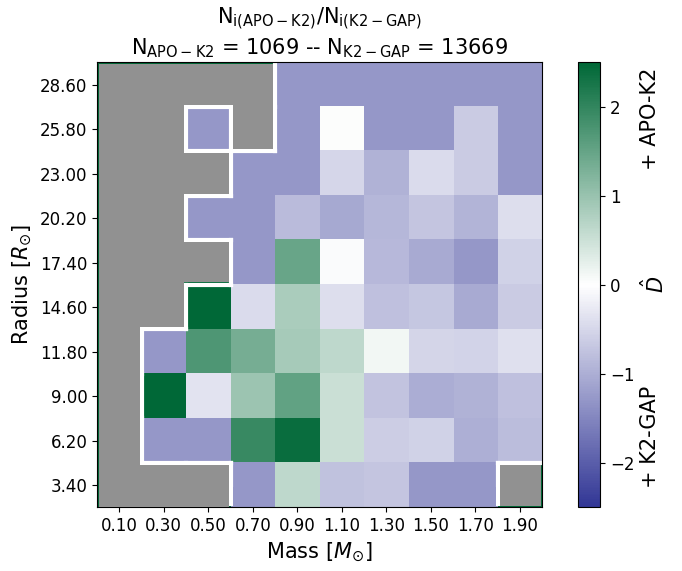 N_i(APO−K2)/N_i(K2−GAP)
N_APO−K2 = 1069 -- N_K2−GAP = 13669
Radius [R_⊙]
28.60
25.80
23.00
20.20
17.40
14.60
11.80
9.00
6.20
3.40
0.10 0.30 0.50 0.70 0.90 1.10 1.30 1.50 1.70 1.90
Mass [M_⊙]
2
1
0
−1
−2
+ APO-K2
D̂
+ K2-GAP